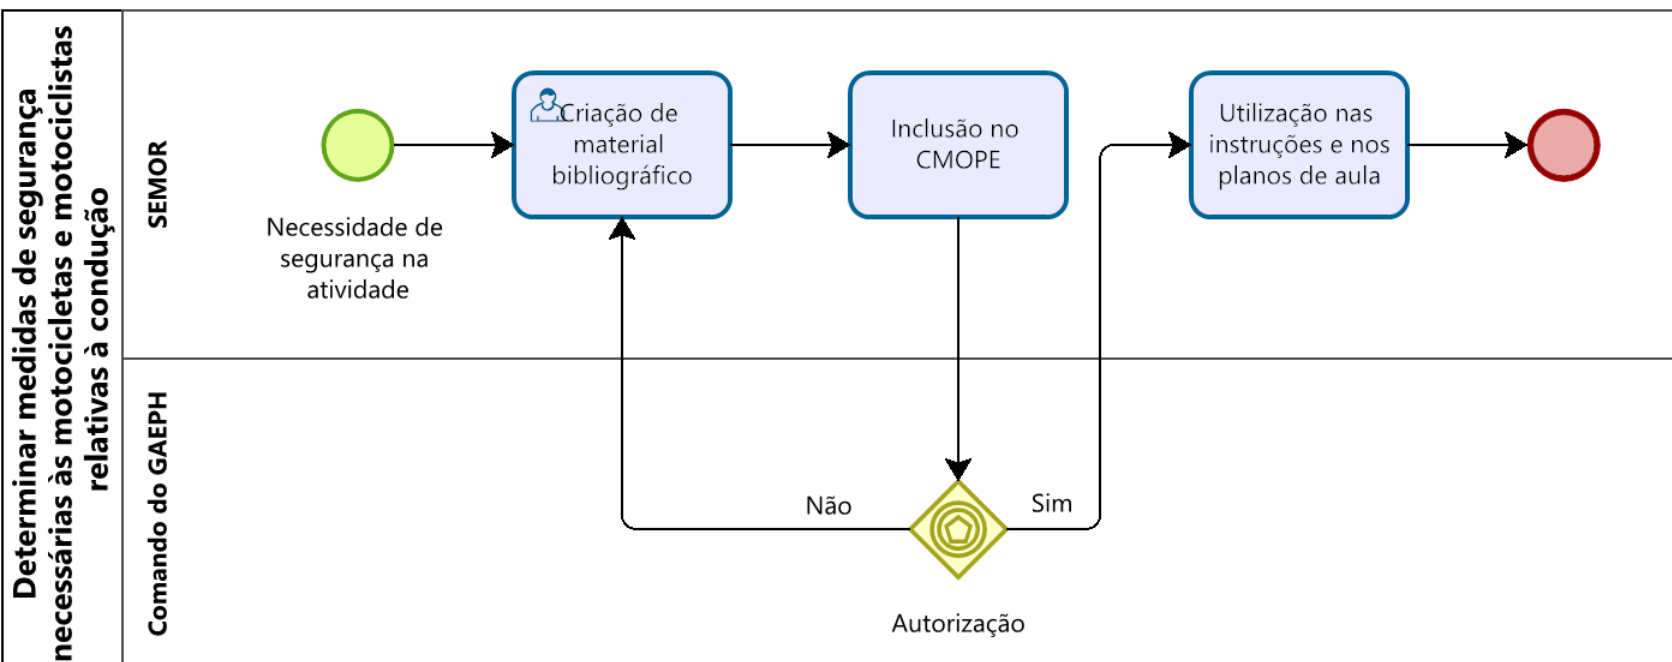 Determinar medidas de segurança
necessárias às motocicletas e motociclistas
relativas à condução
SEMOR
Necessidade de
segurança na
atividade
Criação de
material
bibliográfico
Inclusão no
CMOPE
Utilização nas
instruções e nos
planos de aula
Comando do GAEPH
Não
Sim
Autorização